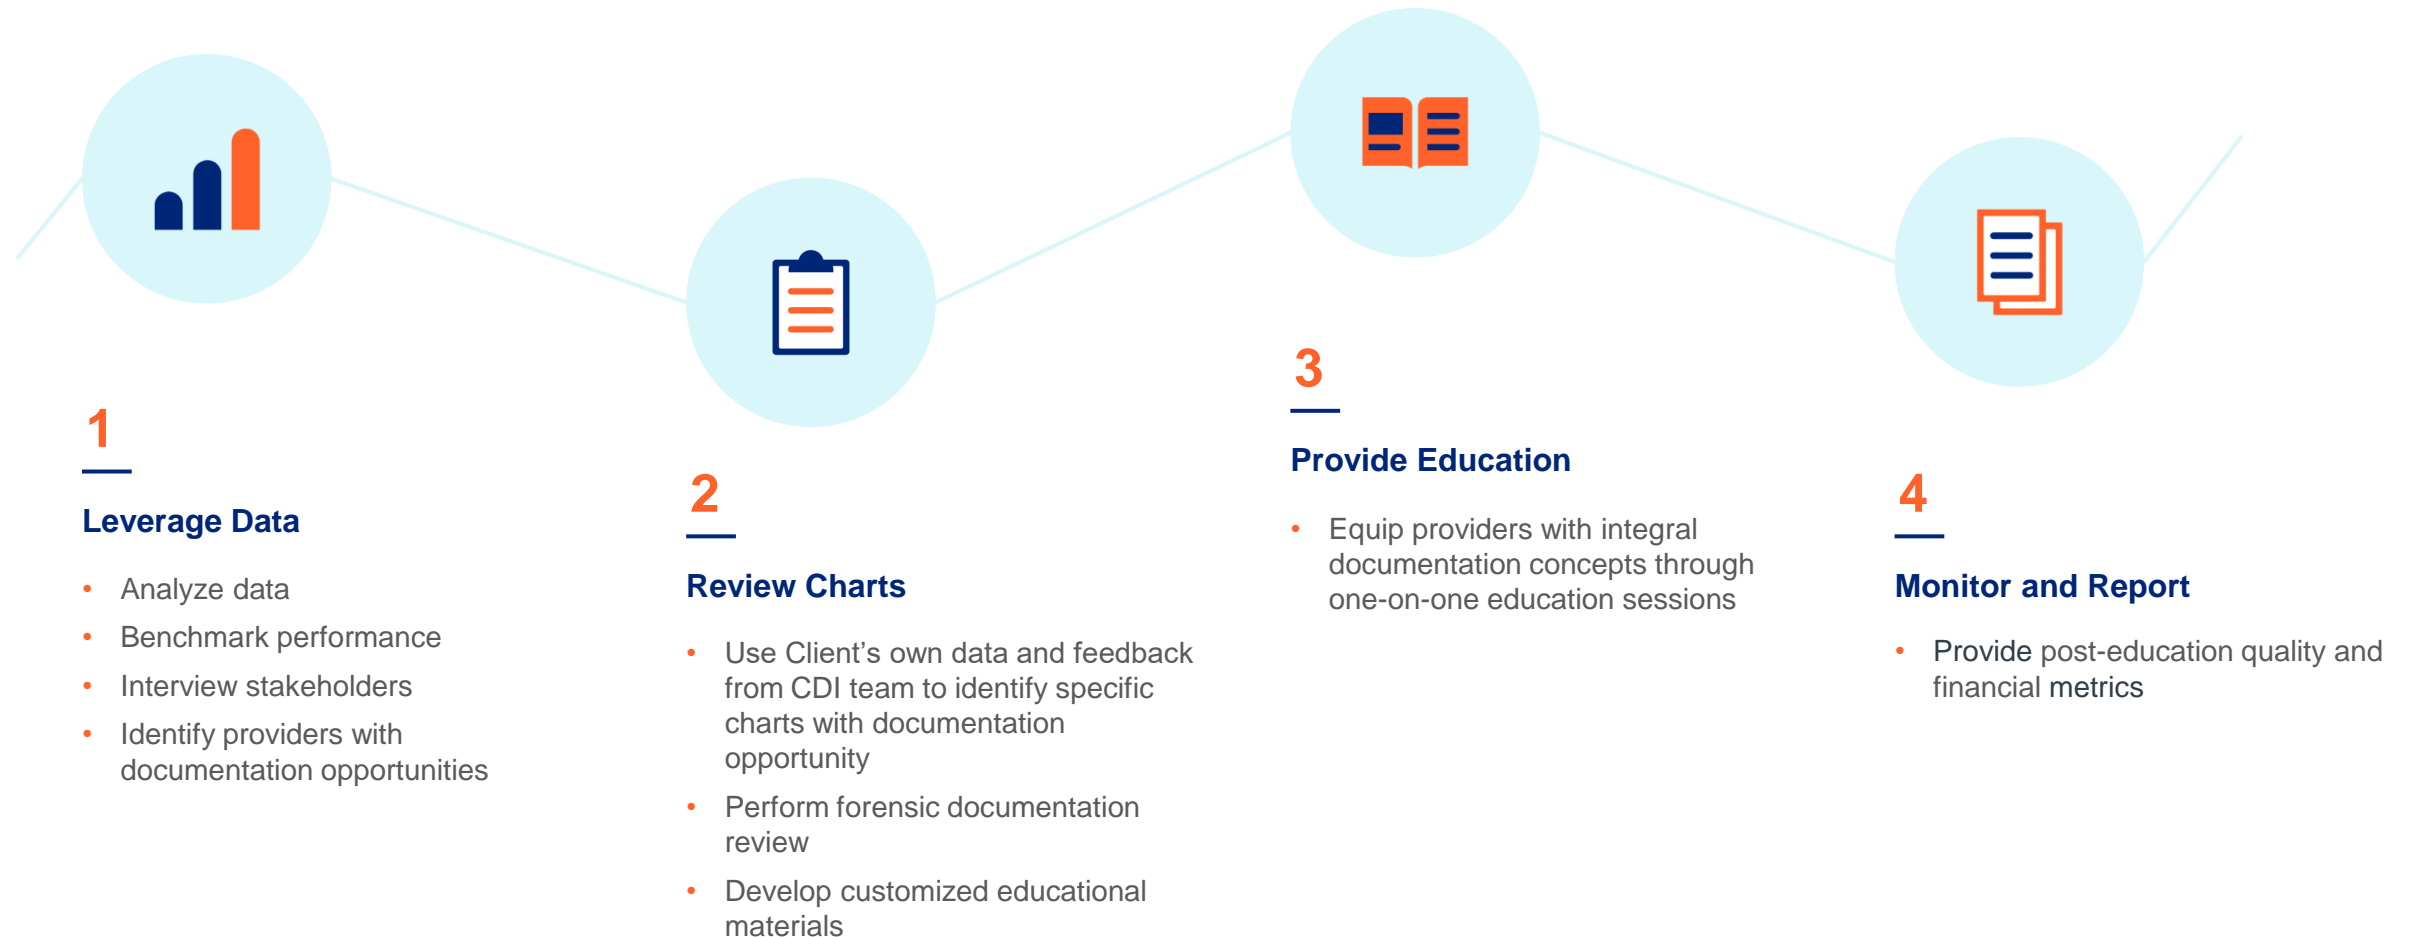 1
Leverage Data
• Analyze data
• Benchmark performance
• Interview stakeholders
• Identify providers with
documentation opportunities
2
Review Charts
• Use Client’s own data and feedback
from CDI team to identify specific
charts with documentation
opportunity
• Perform forensic documentation
review
• Develop customized educational
materials
3
Provide Education
• Equip providers with integral
documentation concepts through
one-on-one education sessions
4
Monitor and Report
• Provide post-education quality and
financial metrics